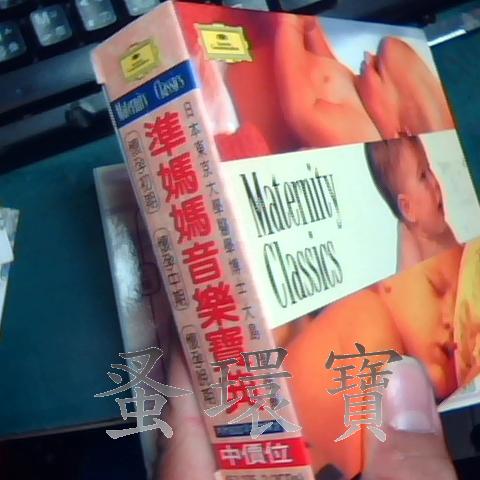 Maternity Classics
準媽媽音樂寶典
日本東京大學醫學博士大島
(懷孕初期)
(懷孕中期)
(懷孕晚期)
中價位
Maternity
Classics
蚤環寶